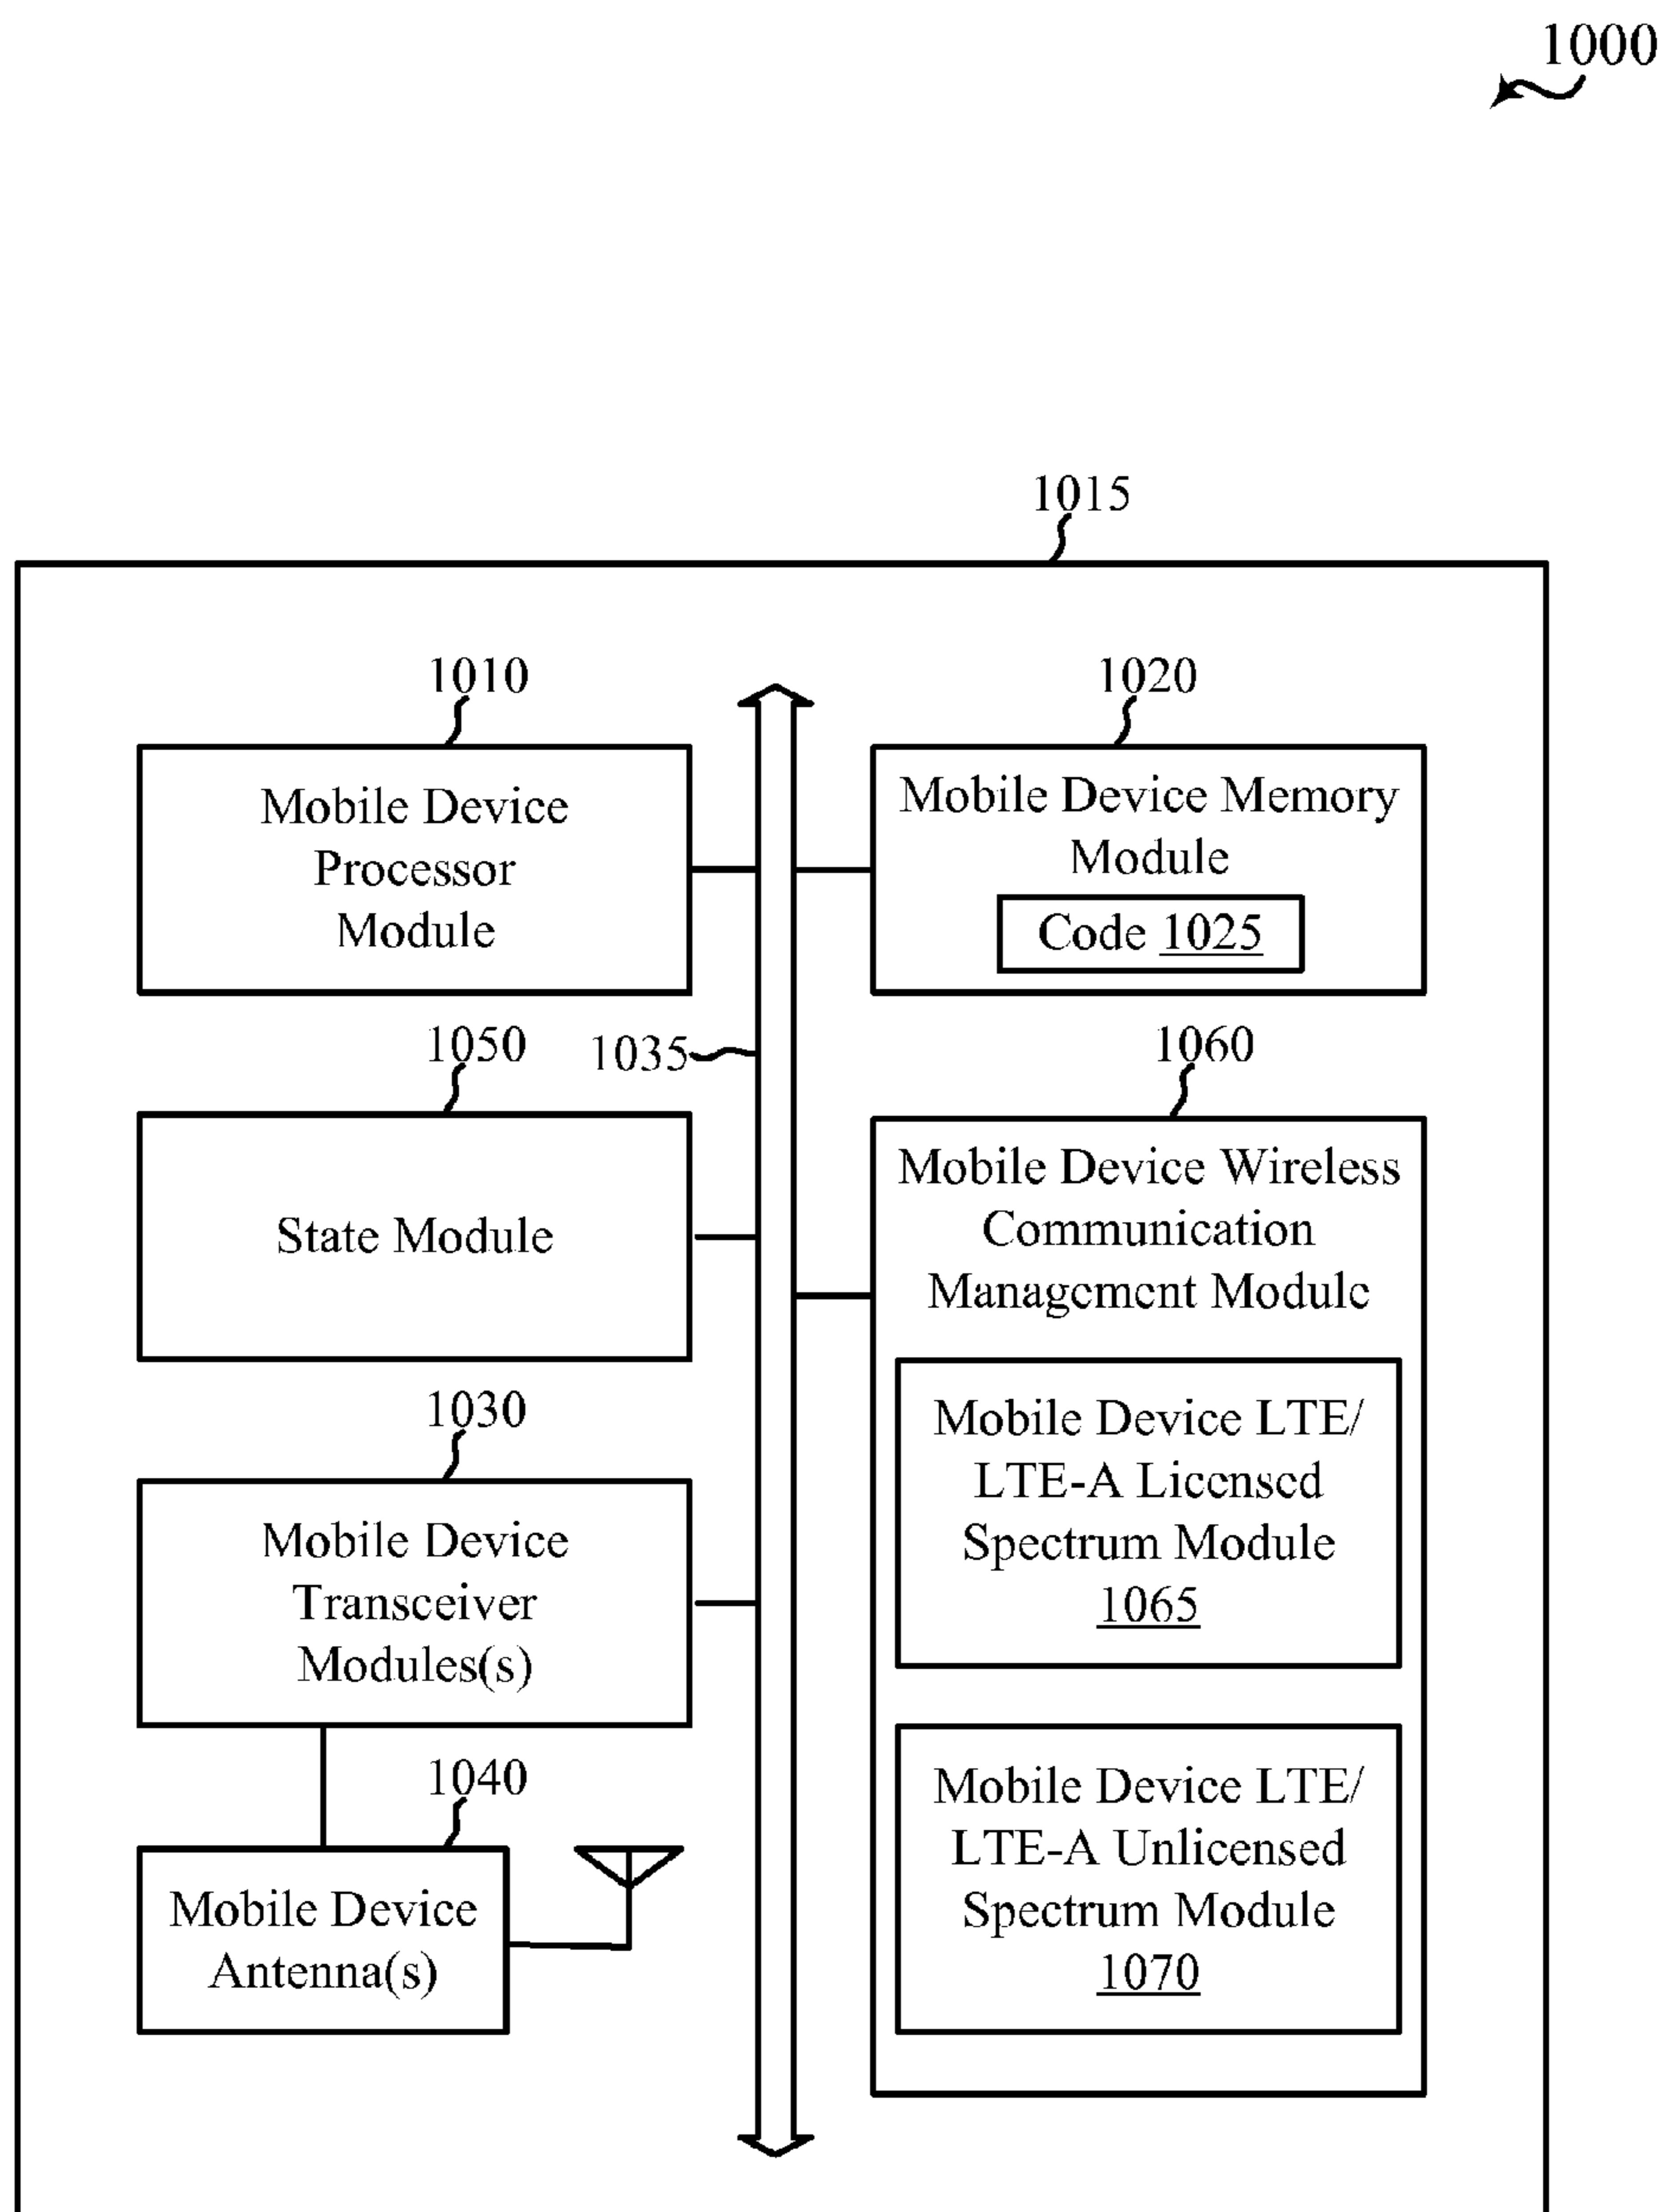 1000
1015
1010
Mobile Device
Processor
Module
1020
Mobile Device Memory
Module
Code 1025
1035
1050
State Module
1060
Mobile Device Wireless
Communication
Management Module
Mobile Device LTE/
LTE-A Licensed
Spectrum Module
1065
Mobile Device LTE/
LTE-A Unlicensed
Spectrum Module
1070
1030
Mobile Device
Transceiver
Modules(s)
1040
Mobile Device
Antenna(s)